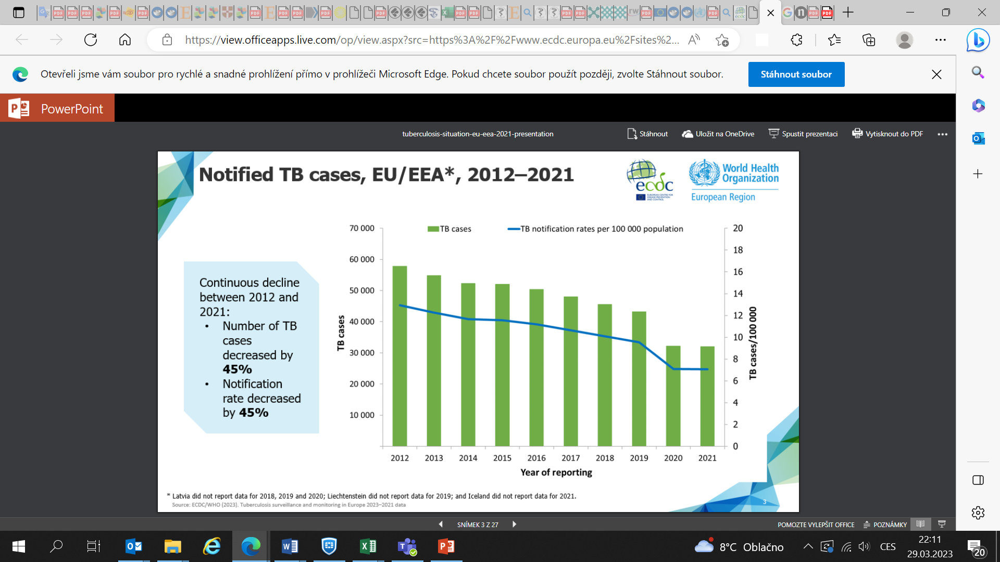 https://view.officeapps.live.com/op/view.aspx?src=https%3A%2F%2Fwww.ecdc.europa.eu%2Fsites%2...
Otevřeli jsme vám soubor pro rychlé a snadné prohlížení přímo v prohlížeči Microsoft Edge. Pokud chcete soubor použít později, zvolte Stáhnout soubor.
Stáhnout soubor
PowerPoint
tuberculosis-situation-eu-eea-2021-presentation
Stáhnout
Uložit na OneDrive
Spustit prezentaci
Vytisknout do PDF
Notified TB cases, EU/EEA*, 2012–2021
ecdc
EUROPEAN CENTRE FOR
DISEASE PREVENTION
AND CONTROL
World Health
Organization
European Region
Continuous decline
between 2012 and
2021:
• Number of TB
cases
decreased by
45%
• Notification
rate decreased
by 45%
TB cases
TB notification rates per 100 000 population
70 000
60 000
50 000
40 000
30 000
20 000
10 000
TB cases
20
18
16
14
12
10
8
6
4
2
0
TB cases/100 000
2012 2013 2014 2015 2016 2017 2018 2019 2020 2021
Year of reporting
* Latvia did not report data for 2018, 2019 and 2020; Liechtenstein did not report data for 2019; and Iceland did not report data for 2021.
Source: ECDC/WHO (2023). Tuberculosis surveillance and monitoring in Europe 2023–2021 data
3
SNÍMEK 3 Z 27
POMOZTE VYLEPŠIT OFFICE
POZNÁMKY
8°C Oblačno
CES
22:11
29.03.2023
20